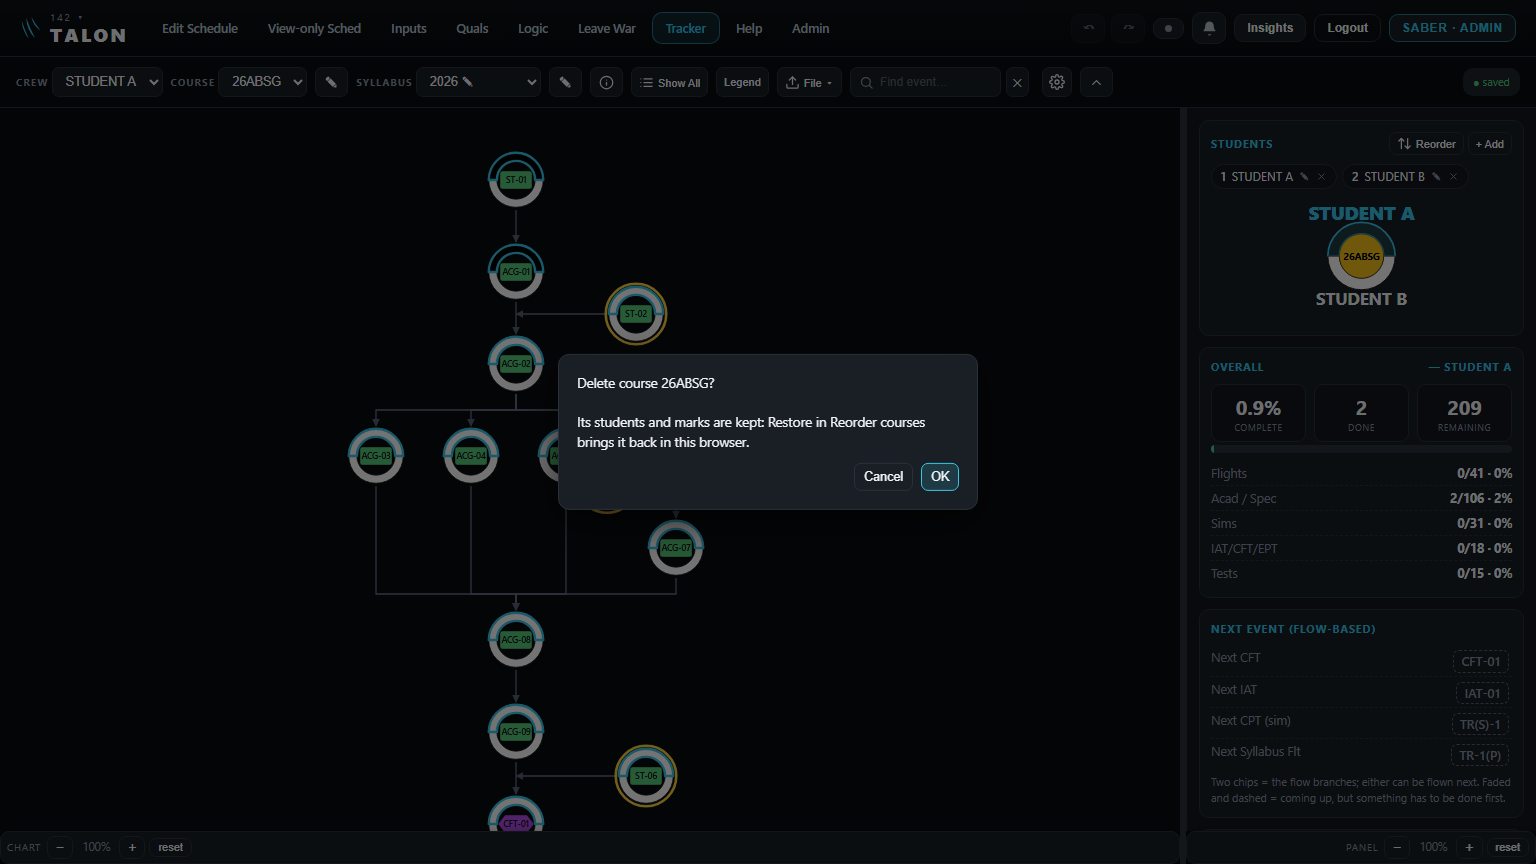 142
TALON
Edit Schedule
View-only Sched
Inputs
Quals
Logic
Leave War
Tracker
Help
Admin
Insights
Logout
SABER · ADMIN
CREW
STUDENT A
COURSE
26ABSG
SYLLABUS
2026
Show All
Legend
File
Find event...
saved
ST-01
ACG-01
ST-02
ACG-02
ACG-03
ACG-04
ACG-07
ACG-08
ACG-09
ST-06
CFT-01
Delete course 26ABSG?
Its students and marks are kept: Restore in Reorder courses
brings it back in this browser.
Cancel
OK
STUDENTS
Reorder
+ Add
1 STUDENT A
2 STUDENT B
STUDENT A
26ABSG
STUDENT B
OVERALL
— STUDENT A
0.9%
COMPLETE
2
DONE
209
REMAINING
Flights 0/41 · 0%
Acad / Spec 2/106 · 2%
Sims 0/31 · 0%
IAT/CFT/EPT 0/18 · 0%
Tests 0/15 · 0%
NEXT EVENT (FLOW-BASED)
Next CFT CFT-01
Next IAT IAT-01
Next CPT (sim) TR(S)-1
Next Syllabus Flt TR-1(P)
Two chips = the flow branches; either can be flown next. Faded
and dashed = coming up, but something has to be done first.
CHART − 100% + reset
PANEL − 100% + reset